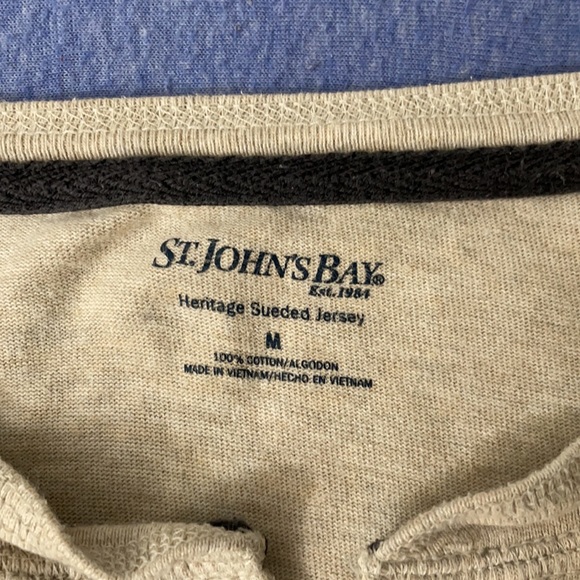 ST. JOHN'S BAY®
Est. 1984
Heritage Sueded Jersey
M
100% COTTON/ALGODON
MADE IN VIETNAM/HECHO EN VIETNAM